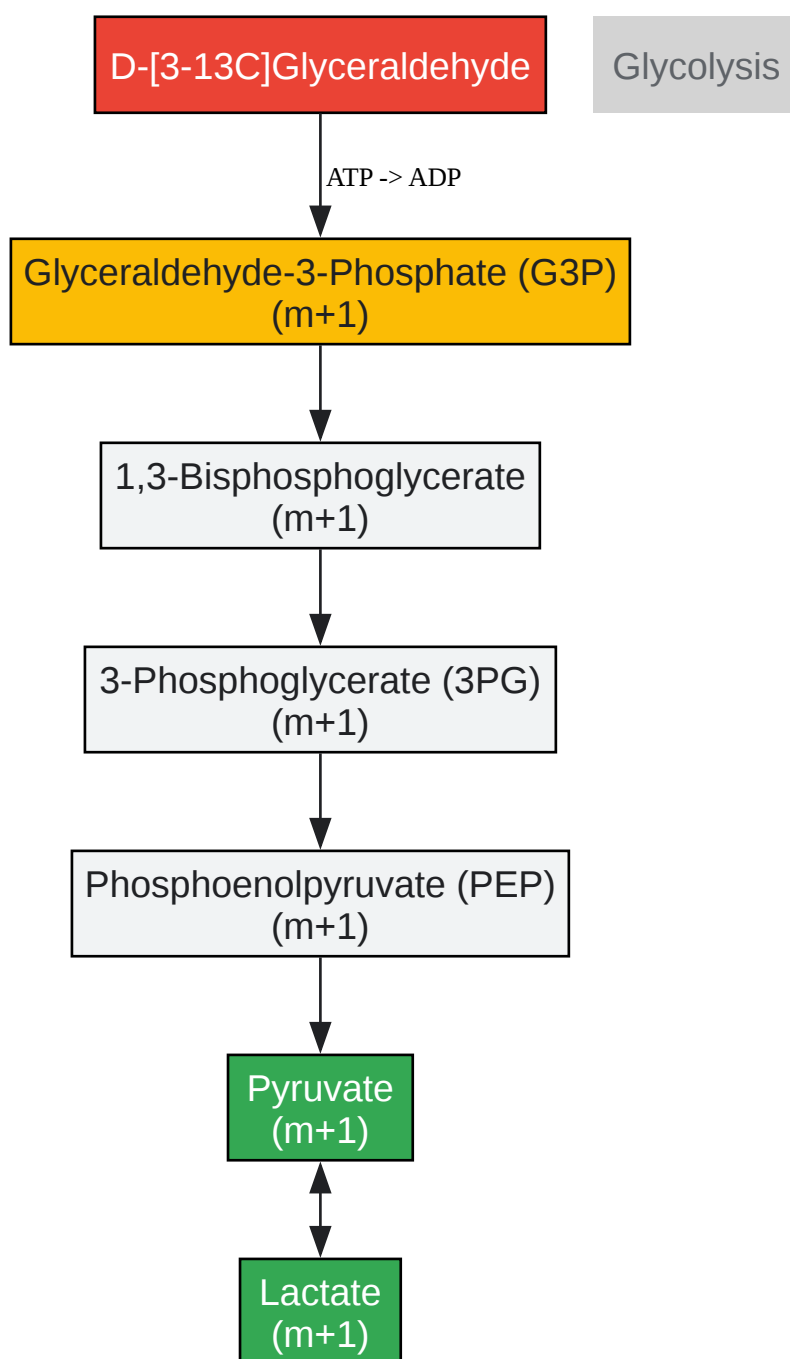 D-[3-13C]Glyceraldehyde
Glycolysis
ATP -> ADP
Glyceraldehyde-3-Phosphate (G3P)
(m+1)
1,3-Bisphosphoglycerate
(m+1)
3-Phosphoglycerate (3PG)
(m+1)
Phosphoenolpyruvate (PEP)
(m+1)
Pyruvate
(m+1)
Lactate
(m+1)